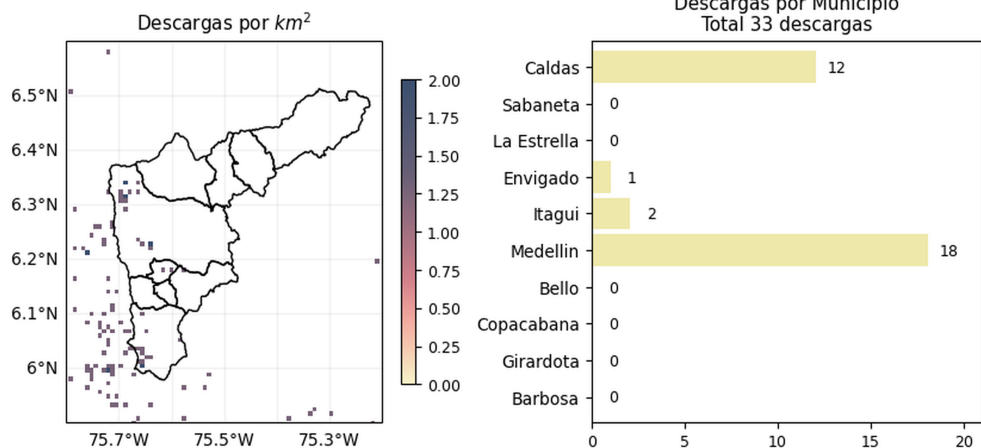 Descargas por km²
6.5°N
6.4°N
6.3°N
6.2°N
6.1°N
6°N
75.7°W 75.5°W 75.3°W
2.00
1.75
1.50
1.25
1.00
0.75
0.50
0.25
0.00
Descargas por Municipio
Total 33 descargas
Caldas 12
Sabaneta 0
La Estrella 0
Envigado 1
Itagui 2
Medellin 18
Bello 0
Copacabana 0
Girardota 0
Barbosa 0
0 5 10 15 20